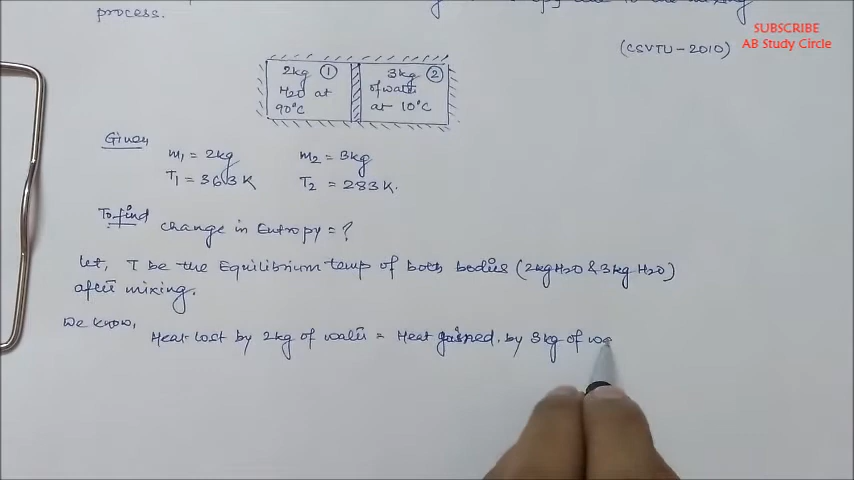 process.
SUBSCRIBE
AB Study Circle
(CSVTU-2010)
2kg ①
H2O at
90°C
3kg ②
of water
at 10°C
Given
m1 = 2kg
m2 = 3kg
T1 = 363K
T2 = 283K.
To find change in Entropy = ?
let, T be the Equilibrium temp of both bodies (2kg H2O & 3kg H2O)
after mixing.
We know,
Heat lost by 2kg of water = Heat gained. by 3kg of wa